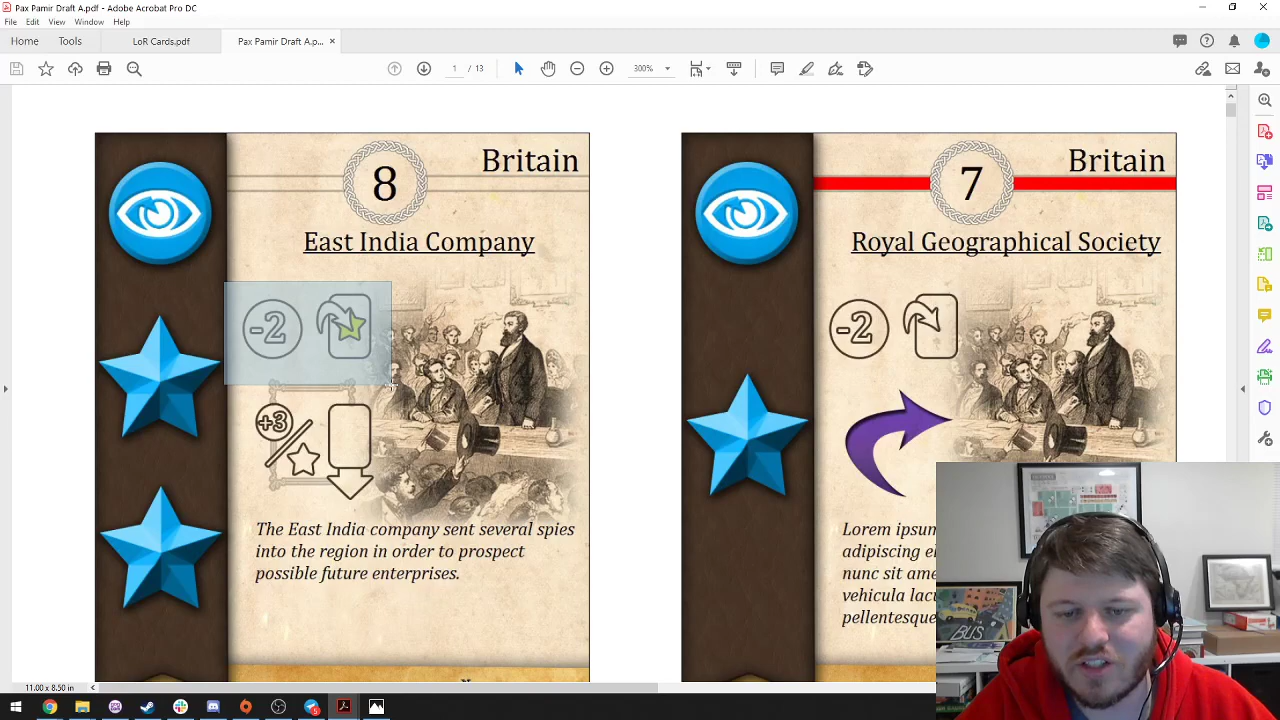 Pax Pamir Draft A.pdf - Adobe Acrobat Pro DC
File Edit View Window Help
Home Tools LoR Cards.pdf Pax Pamir Draft A.p... ×
1 / 13 300%
8 Britain
East India Company
-2
+3
The East India company sent several spies
into the region in order to prospect
possible future enterprises.
7 Britain
Royal Geographical Society
-2
Lorem ipsum
adipiscing
nunc sit ame
vehicula lacu
pellentesque
BUS
11.00 x 8.50 in